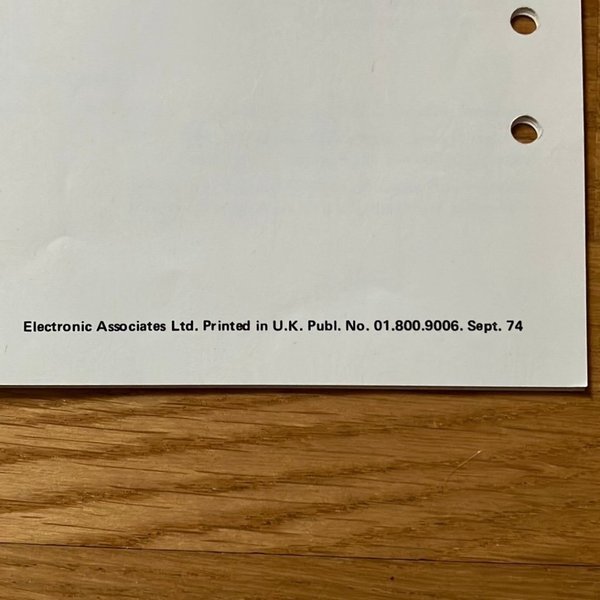 Electronic Associates Ltd. Printed in U.K. Publ. No. 01.800.9006. Sept. 74